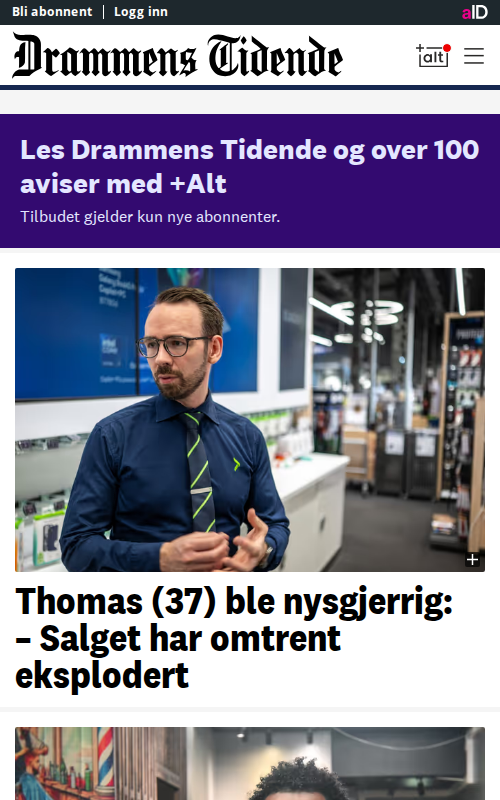 Bli abonnent
Logg inn
aID
Drammens Tidende
+alt
Les Drammens Tidende og over 100
aviser med +Alt
Tilbudet gjelder kun nye abonnenter.
Thomas (37) ble nysgjerrig:
– Salget har omtrent
eksplodert